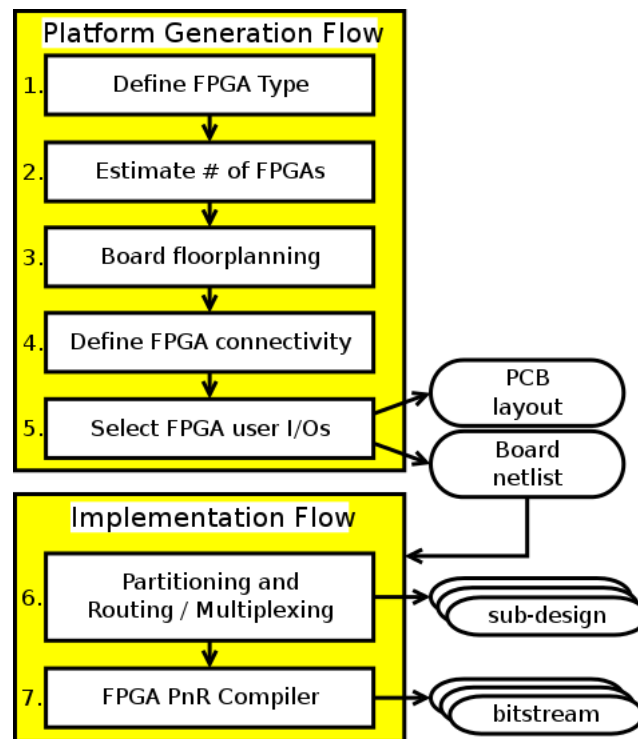 Platform Generation Flow
1. Define FPGA Type
2. Estimate # of FPGAs
3. Board floorplanning
4. Define FPGA connectivity
5. Select FPGA user I/Os
PCB
layout
Board
netlist
Implementation Flow
6. Partitioning and
Routing / Multiplexing
sub-design
7. FPGA PnR Compiler
bitstream